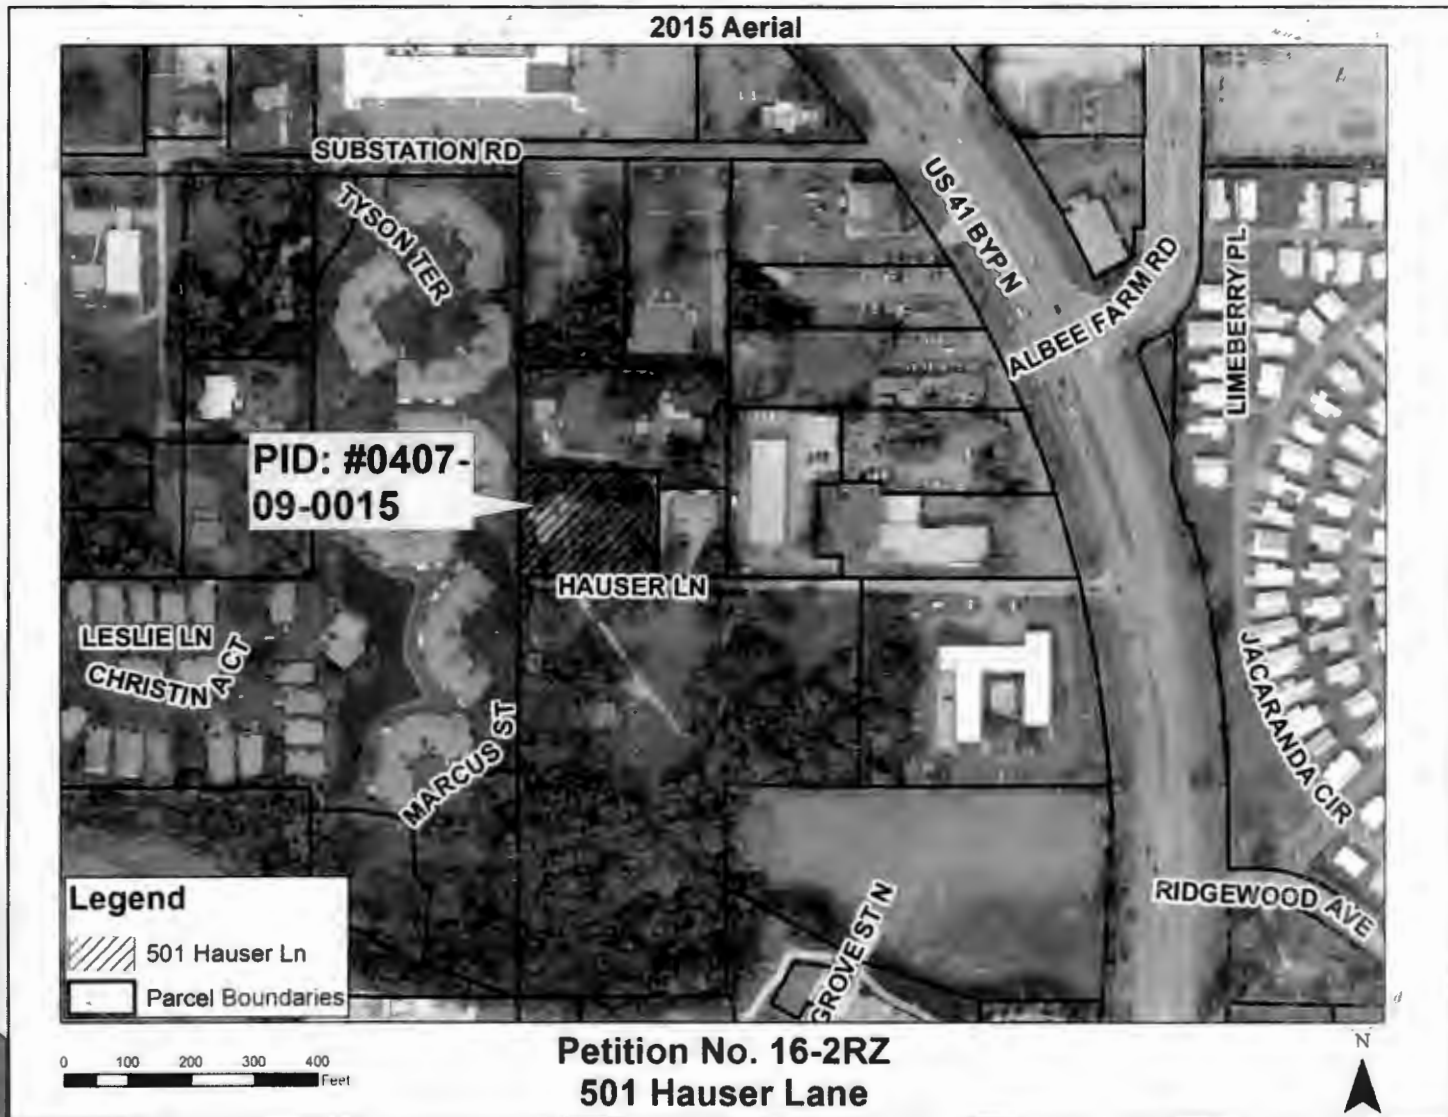 2015 Aerial
SUBSTATION RD
TYSON TER
US 41 BYP N
ALBEE FARM RD
LIMEBERRY PL
PID: #0407-
09-0015
HAUSER LN
LESLIE LN
CHRISTINA CT
MARCUS ST
JACARANDA CIR
RIDGEWOOD AVE
GROVE ST N
Legend
501 Hauser Ln
Parcel Boundaries
0 100 200 300 400
Feet
Petition No. 16-2RZ
501 Hauser Lane
N